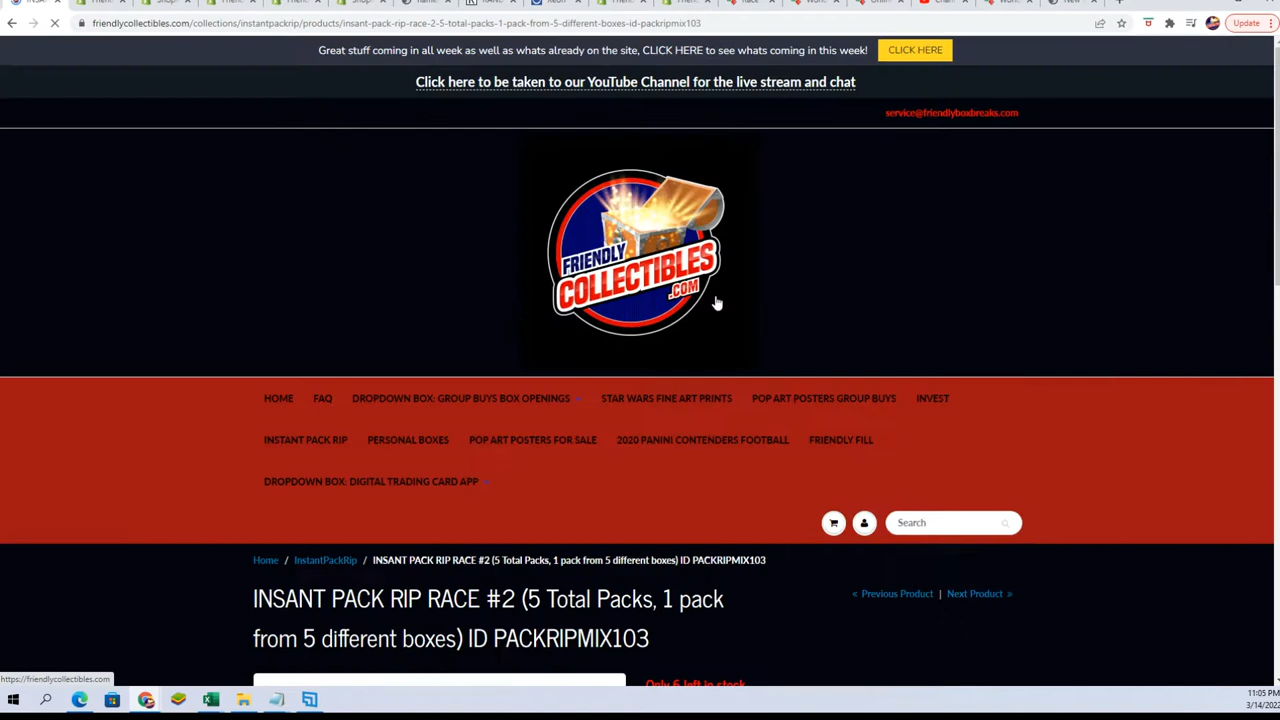 friendlycollectibles.com/collections/instantpackrip/products/insant-pack-rip-race-2-5-total-packs-1-pack-from-5-different-boxes-id-packripmix103
Update
Great stuff coming in all week as well as whats already on the site, CLICK HERE to see whats coming in this week!
CLICK HERE
Click here to be taken to our YouTube Channel for the live stream and chat
service@friendlyboxbreaks.com
FRIENDLY
COLLECTIBLES
.COM
HOME FAQ DROPDOWN BOX: GROUP BUYS BOX OPENINGS STAR WARS FINE ART PRINTS POP ART POSTERS GROUP BUYS INVEST
INSTANT PACK RIP PERSONAL BOXES POP ART POSTERS FOR SALE 2020 PANINI CONTENDERS FOOTBALL FRIENDLY FILL
DROPDOWN BOX: DIGITAL TRADING CARD APP
Search
Home / InstantPackRip / INSANT PACK RIP RACE #2 (5 Total Packs, 1 pack from 5 different boxes) ID PACKRIPMIX103
INSANT PACK RIP RACE #2 (5 Total Packs, 1 pack
from 5 different boxes) ID PACKRIPMIX103
« Previous Product | Next Product »
Only 6 left in stock
https://friendlycollectibles.com
11:05 PM